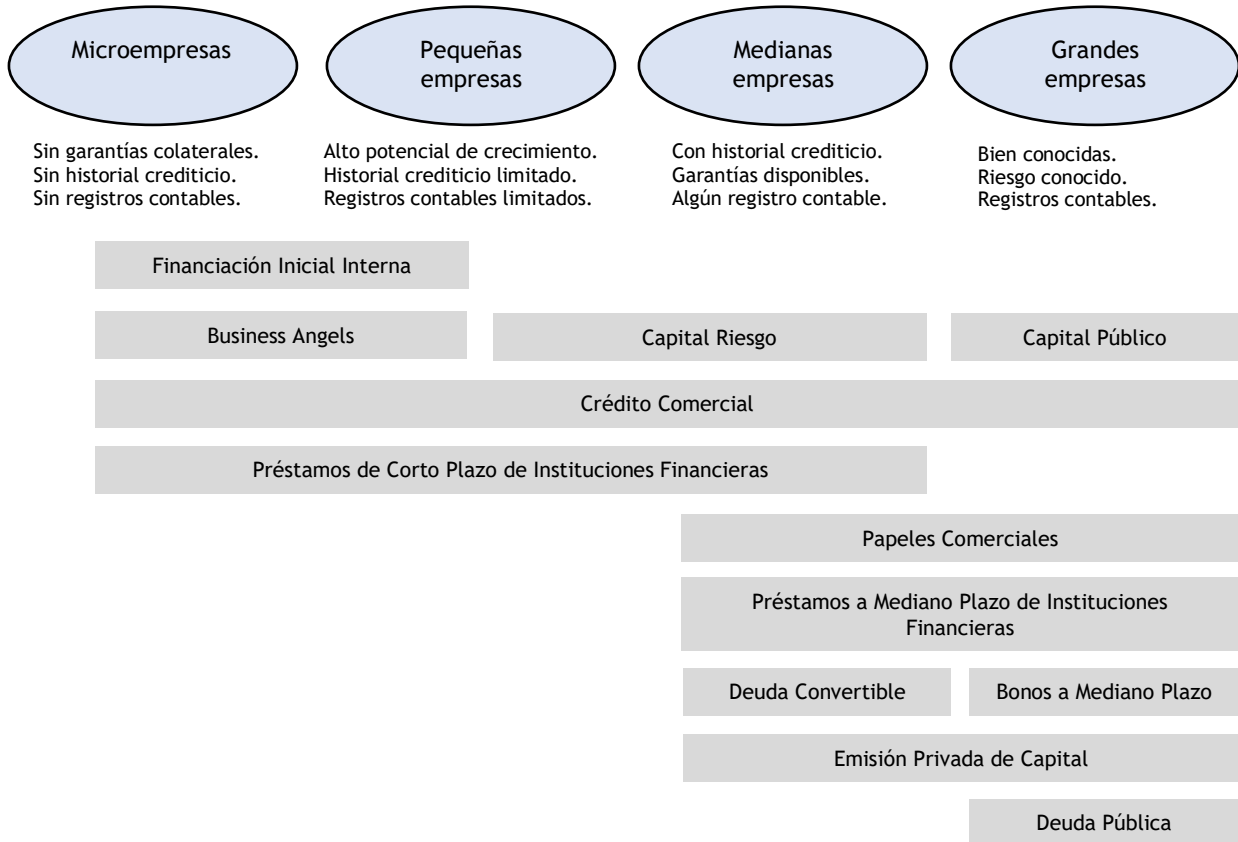 Microempresas
Pequeñas
empresas
Medianas
empresas
Grandes
empresas
Sin garantías colaterales.
Sin historial crediticio.
Sin registros contables.
Alto potencial de crecimiento.
Historial crediticio limitado.
Registros contables limitados.
Con historial crediticio.
Garantías disponibles.
Algún registro contable.
Bien conocidas.
Riesgo conocido.
Registros contables.
Financiación Inicial Interna
Business Angels
Capital Riesgo
Capital Público
Crédito Comercial
Préstamos de Corto Plazo de Instituciones Financieras
Papeles Comerciales
Préstamos a Mediano Plazo de Instituciones
Financieras
Deuda Convertible
Bonos a Mediano Plazo
Emisión Privada de Capital
Deuda Pública